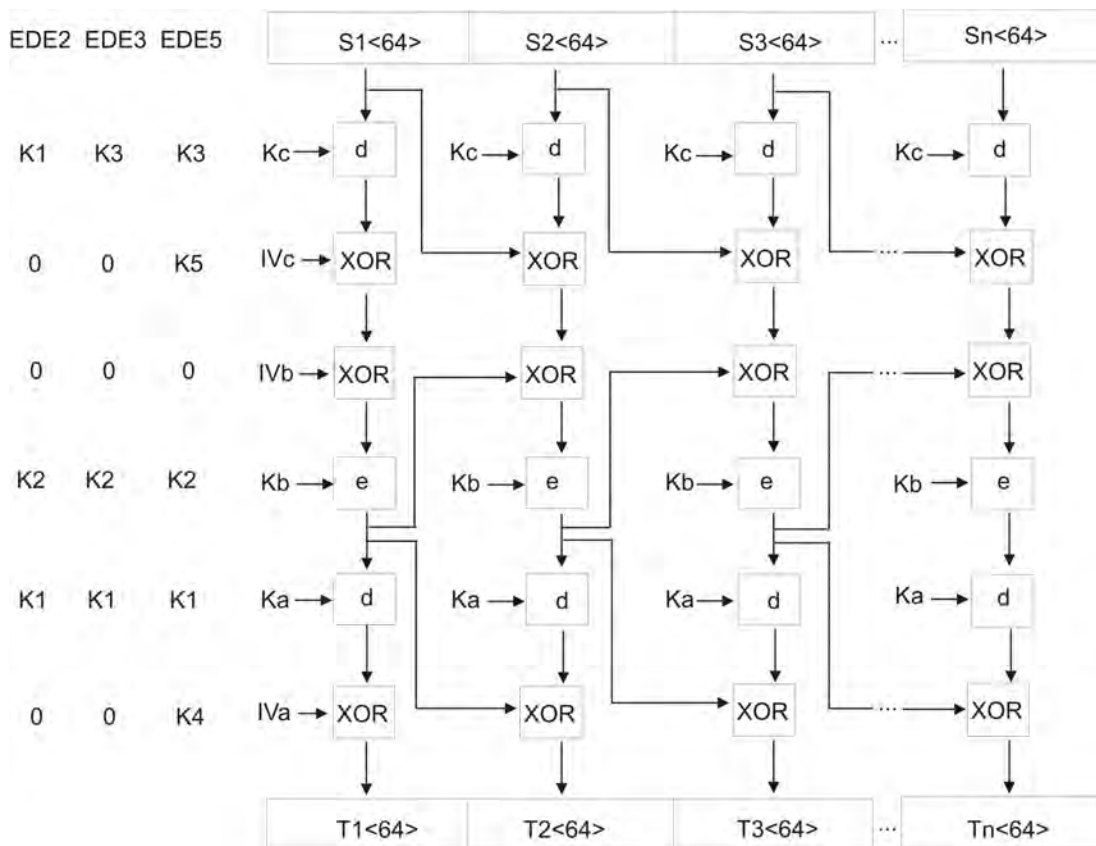 EDE2 EDE3 EDE5 S1<64> S2<64> S3<64> ... Sn<64>
K1 K3 K3 Kc d Kc d Kc d Kc d
0 0 K5 IVc XOR XOR XOR ... XOR
0 0 0 IVb XOR XOR XOR ... XOR
K2 K2 K2 Kb e Kb e Kb e Kb e
K1 K1 K1 Ka d Ka d Ka d Ka d
0 0 K4 IVa XOR XOR XOR ... XOR
T1<64> T2<64> T3<64> ... Tn<64>